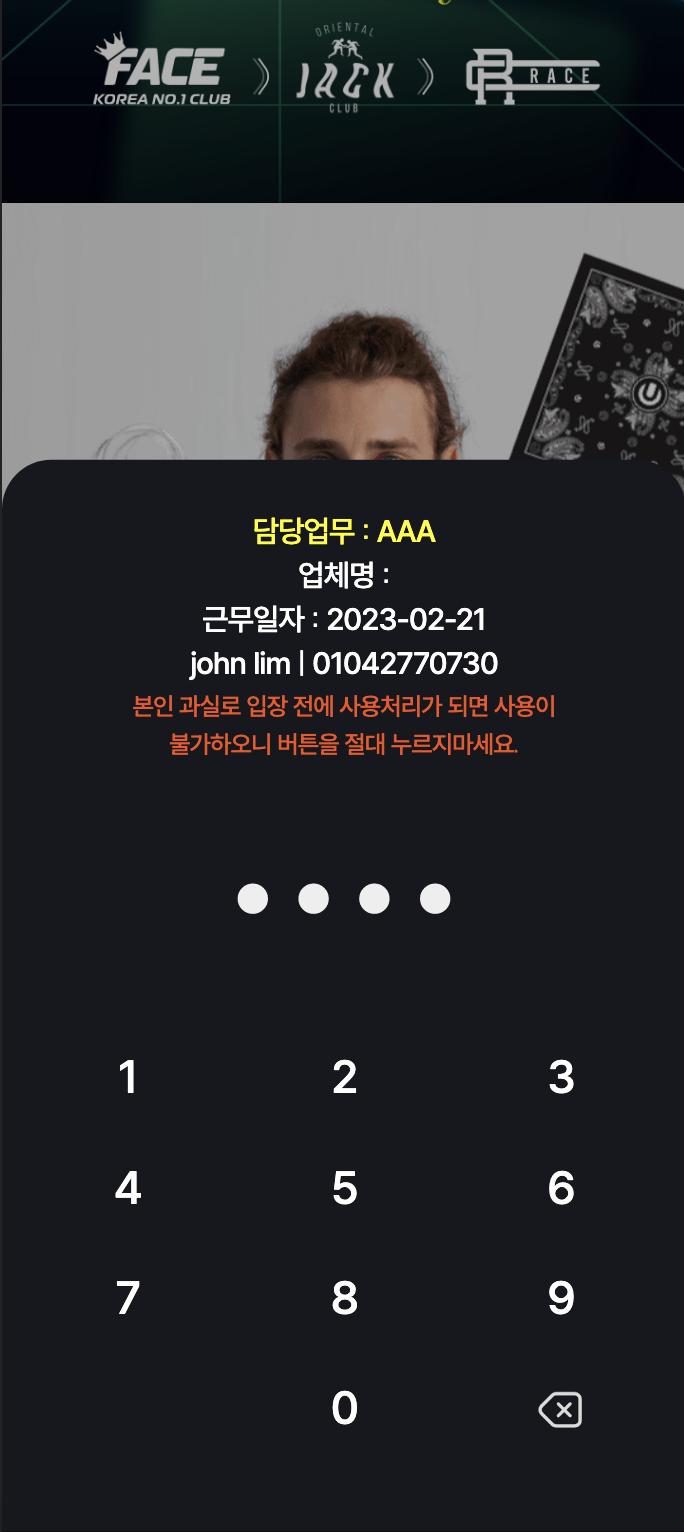 FACE
KOREA NO.1 CLUB
ORIENTAL
JACK
CLUB
RACE
담당업무 : AAA
업체명 :
근무일자 : 2023-02-21
john lim | 01042770730
본인 과실로 입장 전에 사용처리가 되면 사용이
불가하오니 버튼을 절대 누르지마세요.
1 2 3
4 5 6
7 8 9
0